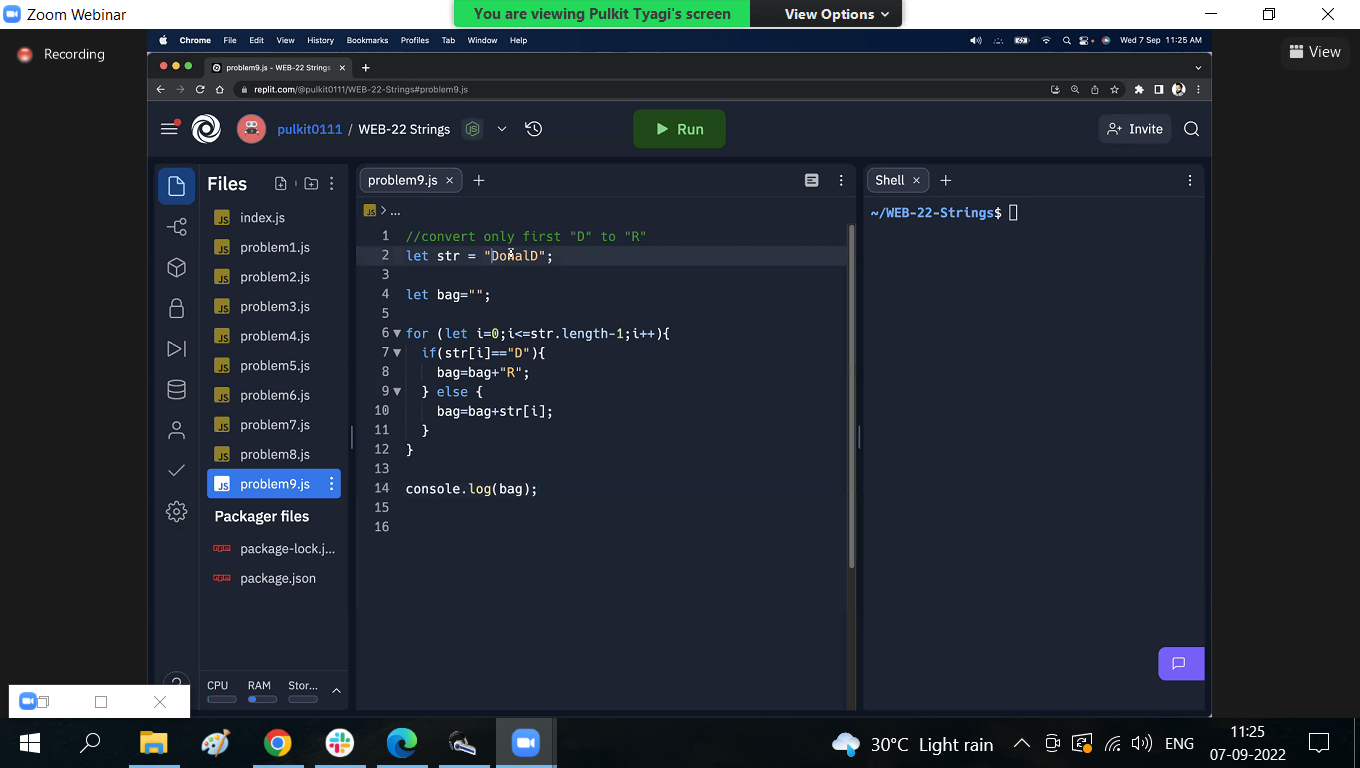 Zoom Webinar
You are viewing Pulkit Tyagi's screen
View Options
Recording
View
Chrome File Edit View History Bookmarks Profiles Tab Window Help
Wed 7 Sep 11:25 AM
problem9.js - WEB-22 Strings
replit.com/@pulkit0111/WEB-22-Strings#problem9.js
pulkit0111 / WEB-22 Strings
Run
Invite
Files
index.js
problem1.js
problem2.js
problem3.js
problem4.js
problem5.js
problem6.js
problem7.js
problem8.js
problem9.js
Packager files
package-lock.j...
package.json
CPU RAM Stor...
problem9.js
JS > ...
1 //convert only first "D" to "R"
2 let str = "DonalD";
3
4 let bag="";
5
6 for (let i=0;i<=str.length-1;i++){
7 if(str[i]=="D"){
8 bag=bag+"R";
9 } else {
10 bag=bag+str[i];
11 }
12 }
13
14 console.log(bag);
15
16
Shell
~/WEB-22-Strings$
30°C Light rain
ENG
11:25
07-09-2022